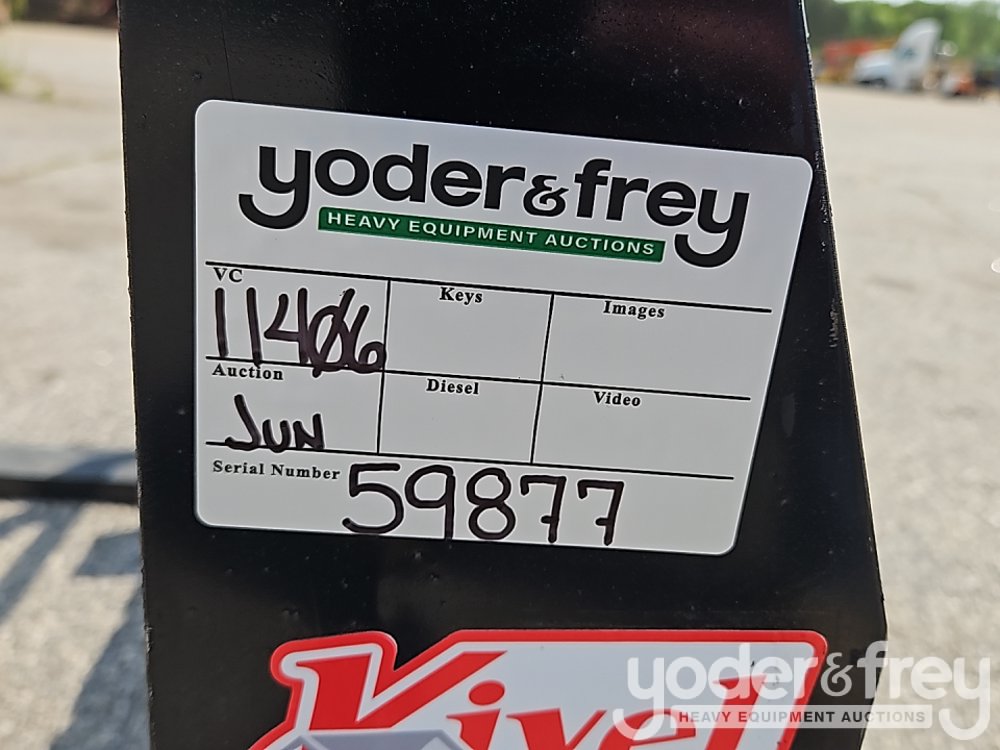 yoder&frey
HEAVY EQUIPMENT AUCTIONS
VC
11406
Keys
Images
Auction
Jun
Diesel
Video
Serial Number 59877
Kivel
yoder&frey
HEAVY EQUIPMENT AUCTIONS